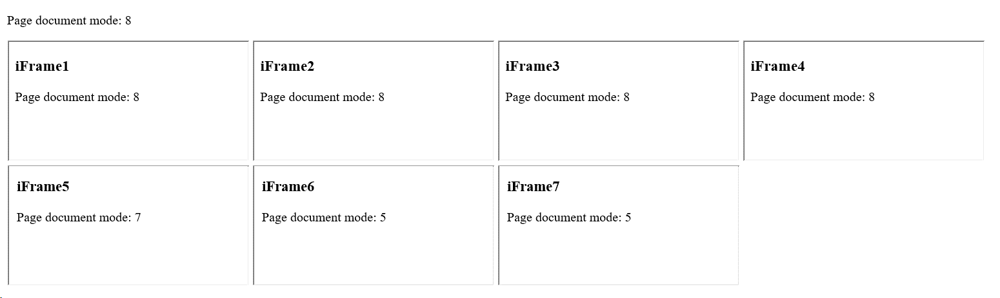 Page document mode: 8
iFrame1
Page document mode: 8
iFrame2
Page document mode: 8
iFrame3
Page document mode: 8
iFrame4
Page document mode: 8
iFrame5
Page document mode: 7
iFrame6
Page document mode: 5
iFrame7
Page document mode: 5